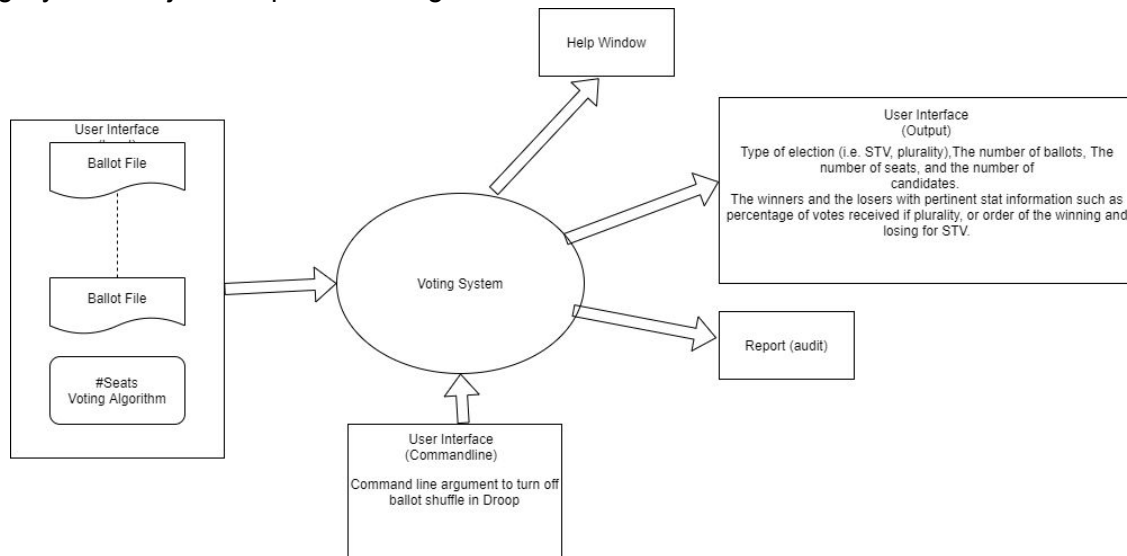 Help Window
User Interface
Ballot File
Ballot File
#Seats
Voting Algorithm
Voting System
User Interface
(Output)
Type of election (i.e. STV, plurality),The number of ballots, The
number of seats, and the number of
candidates.
The winners and the losers with pertinent stat information such as
percentage of votes received if plurality, or order of the winning and
losing for STV.
Report (audit)
User Interface
(Commandline)
Command line argument to turn off
ballot shuffle in Droop